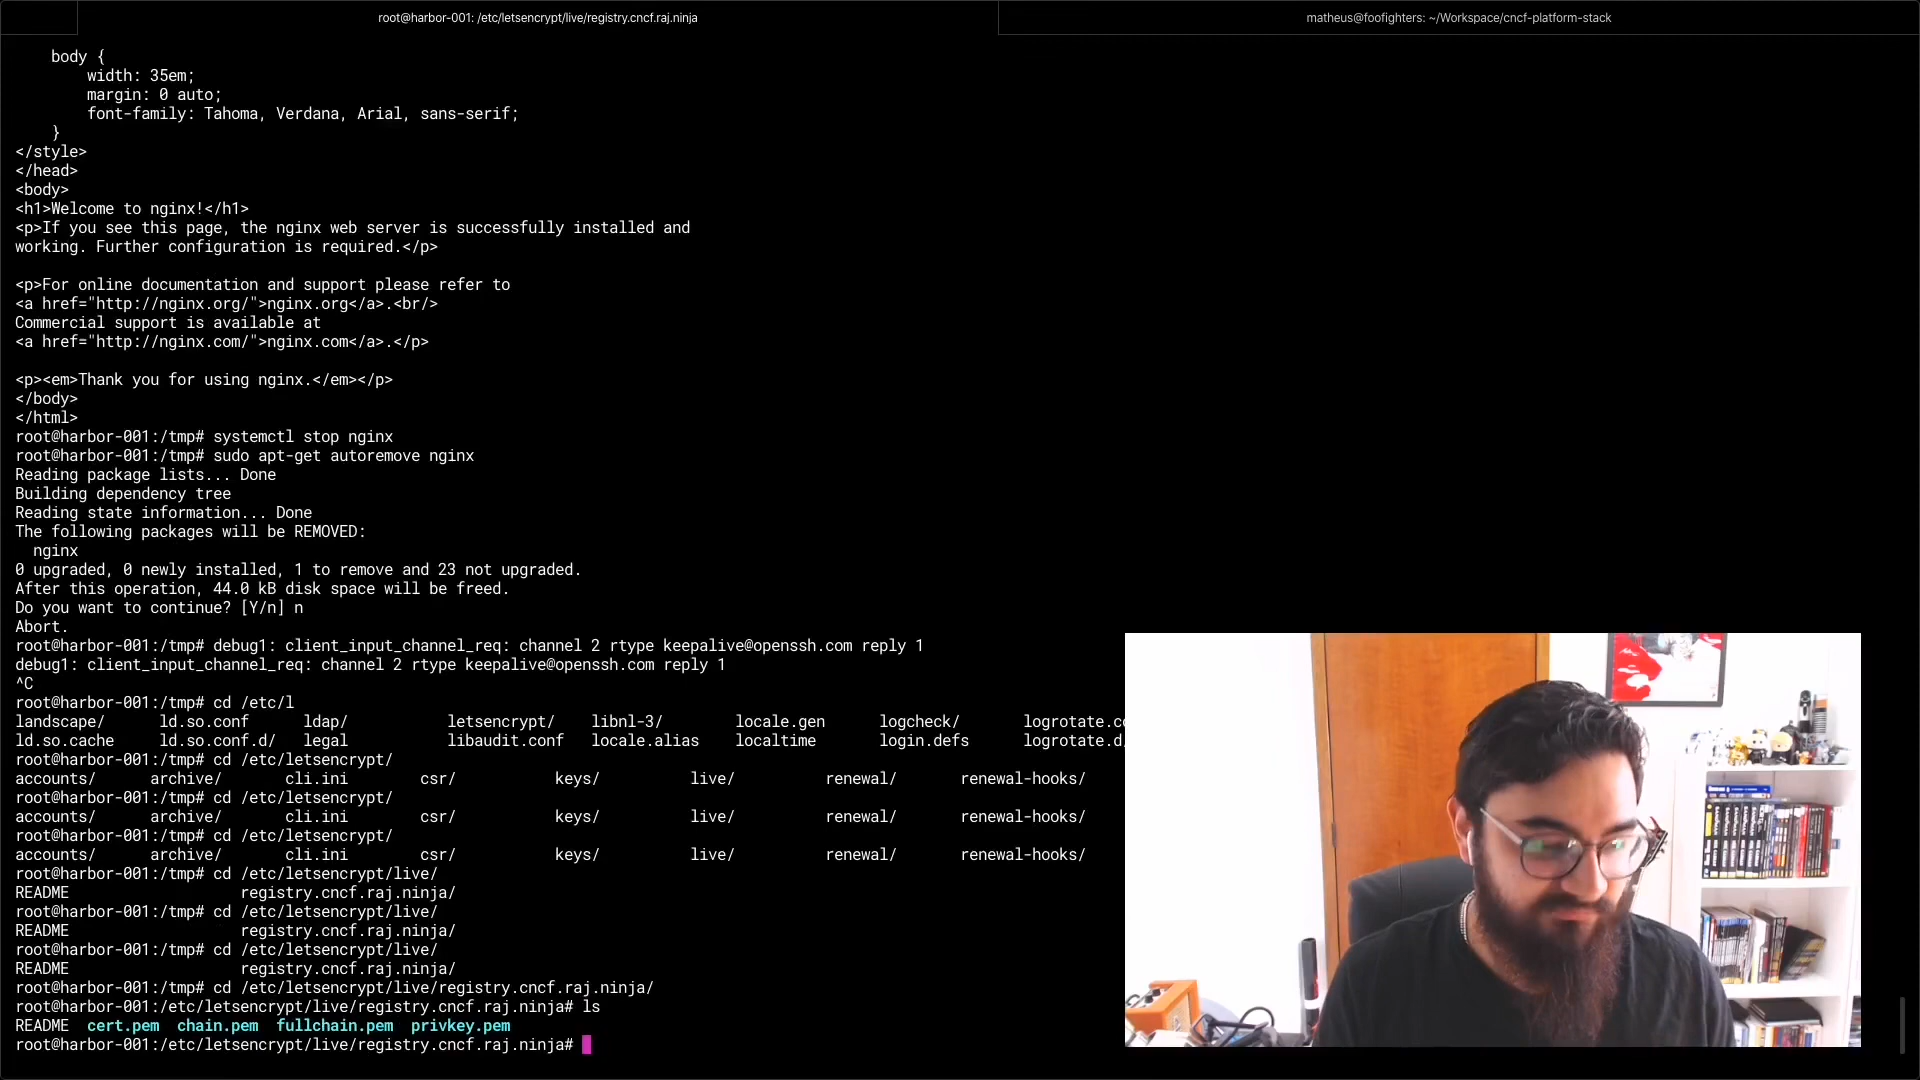 root@harbor-001: /etc/letsencrypt/live/registry.cncf.raj.ninja
matheus@foofighters: ~/Workspace/cncf-platform-stack
    body {
        width: 35em;
        margin: 0 auto;
        font-family: Tahoma, Verdana, Arial, sans-serif;
    }
</style>
</head>
<body>
<h1>Welcome to nginx!</h1>
<p>If you see this page, the nginx web server is successfully installed and
working. Further configuration is required.</p>

<p>For online documentation and support please refer to
<a href="http://nginx.org/">nginx.org</a>.<br/>
Commercial support is available at
<a href="http://nginx.com/">nginx.com</a>.</p>

<p><em>Thank you for using nginx.</em></p>
</body>
</html>
root@harbor-001:/tmp# systemctl stop nginx
root@harbor-001:/tmp# sudo apt-get autoremove nginx
Reading package lists... Done
Building dependency tree
Reading state information... Done
The following packages will be REMOVED:
  nginx
0 upgraded, 0 newly installed, 1 to remove and 23 not upgraded.
After this operation, 44.0 kB disk space will be freed.
Do you want to continue? [Y/n] n
Abort.
root@harbor-001:/tmp# debug1: client_input_channel_req: channel 2 rtype keepalive@openssh.com reply 1
debug1: client_input_channel_req: channel 2 rtype keepalive@openssh.com reply 1
^C
root@harbor-001:/tmp# cd /etc/l
landscape/      ld.so.conf      ldap/           letsencrypt/    libnl-3/        locale.gen      logcheck/       logrotate.c
ld.so.cache     ld.so.conf.d/   legal           libaudit.conf   locale.alias    localtime       login.defs      logrotate.d
root@harbor-001:/tmp# cd /etc/letsencrypt/
accounts/      archive/       cli.ini        csr/           keys/          live/          renewal/       renewal-hooks/
root@harbor-001:/tmp# cd /etc/letsencrypt/
accounts/      archive/       cli.ini        csr/           keys/          live/          renewal/       renewal-hooks/
root@harbor-001:/tmp# cd /etc/letsencrypt/
accounts/      archive/       cli.ini        csr/           keys/          live/          renewal/       renewal-hooks/
root@harbor-001:/tmp# cd /etc/letsencrypt/live/
README                   registry.cncf.raj.ninja/
root@harbor-001:/tmp# cd /etc/letsencrypt/live/
README                   registry.cncf.raj.ninja/
root@harbor-001:/tmp# cd /etc/letsencrypt/live/
README                   registry.cncf.raj.ninja/
root@harbor-001:/tmp# cd /etc/letsencrypt/live/registry.cncf.raj.ninja/
root@harbor-001:/etc/letsencrypt/live/registry.cncf.raj.ninja# ls
README  cert.pem  chain.pem  fullchain.pem  privkey.pem
root@harbor-001:/etc/letsencrypt/live/registry.cncf.raj.ninja#